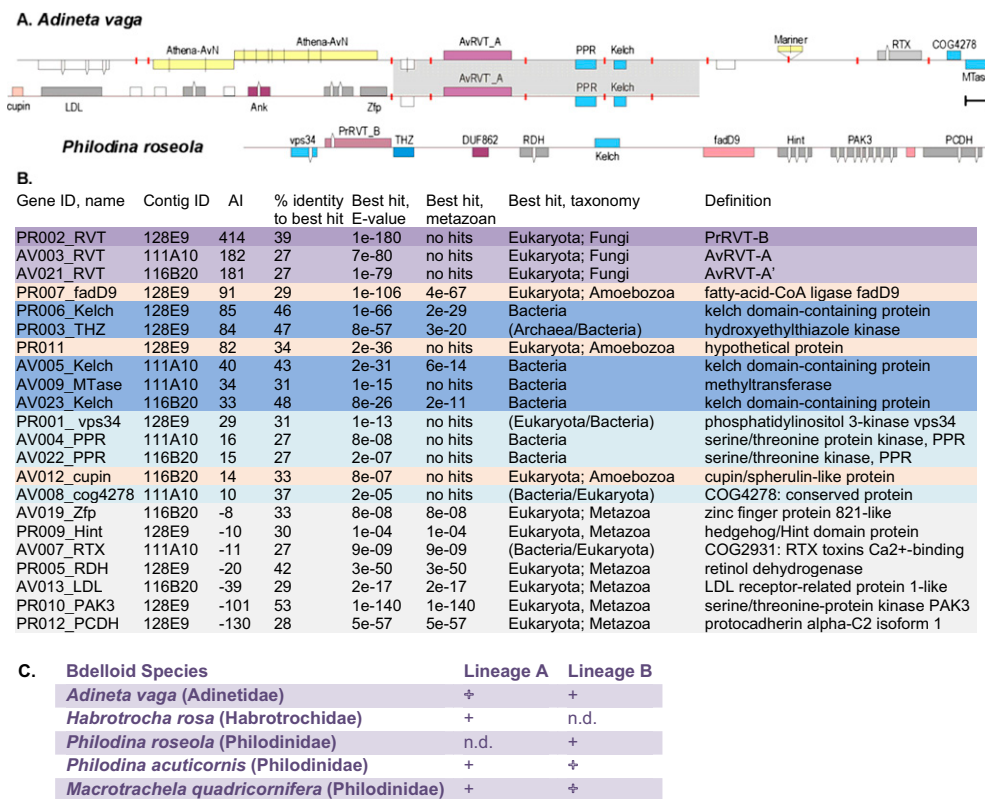 A. Adineta vaga
Athena-AvN Athena-AvN AvRVT_A PPR Kelch Mariner RTX COG4278
MTase
AvRVT_A' PPR Kelch
cupin LDL Ank Zfp
Philodina roseola vps34 PrRVT_B THZ DUF862 RDH Kelch fadD9 Hint PAK3 PCDH
B.
Gene ID, name Contig ID AI % identity to best hit Best hit, E-value Best hit, metazoan Best hit, taxonomy Definition
PR002_RVT 128E9 414 39 1e-180 no hits Eukaryota; Fungi PrRVT-B
AV003_RVT 111A10 182 27 7e-80 no hits Eukaryota; Fungi AvRVT-A
AV021_RVT 116B20 181 27 1e-79 no hits Eukaryota; Fungi AvRVT-A'
PR007_fadD9 128E9 91 29 1e-106 4e-67 Eukaryota; Amoebozoa fatty-acid-CoA ligase fadD9
PR006_Kelch 128E9 85 46 1e-66 2e-29 Bacteria kelch domain-containing protein
PR003_THZ 128E9 84 47 8e-57 3e-20 (Archaea/Bacteria) hydroxyethylthiazole kinase
PR011 128E9 82 34 2e-36 no hits Eukaryota; Amoebozoa hypothetical protein
AV005_Kelch 111A10 40 43 2e-31 6e-14 Bacteria kelch domain-containing protein
AV009_MTase 111A10 34 31 1e-15 no hits Bacteria methyltransferase
AV023_Kelch 116B20 33 48 8e-26 2e-11 Bacteria kelch domain-containing protein
PR001_ vps34 128E9 29 31 1e-13 no hits (Eukaryota/Bacteria) phosphatidylinositol 3-kinase vps34
AV004_PPR 111A10 16 27 8e-08 no hits Bacteria serine/threonine protein kinase, PPR
AV022_PPR 116B20 15 27 2e-07 no hits Bacteria serine/threonine kinase, PPR
AV012_cupin 116B20 14 33 8e-07 no hits Eukaryota; Amoebozoa cupin/spherulin-like protein
AV008_cog4278 111A10 10 37 2e-05 no hits (Bacteria/Eukaryota) COG4278: conserved protein
AV019_Zfp 116B20 -8 33 8e-08 8e-08 Eukaryota; Metazoa zinc finger protein 821-like
PR009_Hint 128E9 -10 30 1e-04 1e-04 Eukaryota; Metazoa hedgehog/Hint domain protein
AV007_RTX 111A10 -11 27 9e-09 9e-09 (Bacteria/Eukaryota) COG2931: RTX toxins Ca2+-binding
PR005_RDH 128E9 -20 42 3e-50 3e-50 Eukaryota, Metazoa retinol dehydrogenase
AV013_LDL 116B20 -39 29 2e-17 2e-17 Eukaryota; Metazoa LDL receptor-related protein 1-like
PR010_PAK3 128E9 -101 53 1e-140 1e-140 Eukaryota, Metazoa serine/threonine-protein kinase PAK3
PR012_PCDH 128E9 -130 28 5e-57 5e-57 Eukaryota; Metazoa protocadherin alpha-C2 isoform 1
C. Bdelloid Species Lineage A Lineage B
Adineta vaga (Adinetidae) ✢ +
Habrotrocha rosa (Habrotrochidae) + n.d.
Philodina roseola (Philodinidae) n.d. +
Philodina acuticornis (Philodinidae) + ✢
Macrotrachela quadricornifera (Philodinidae) + ✢